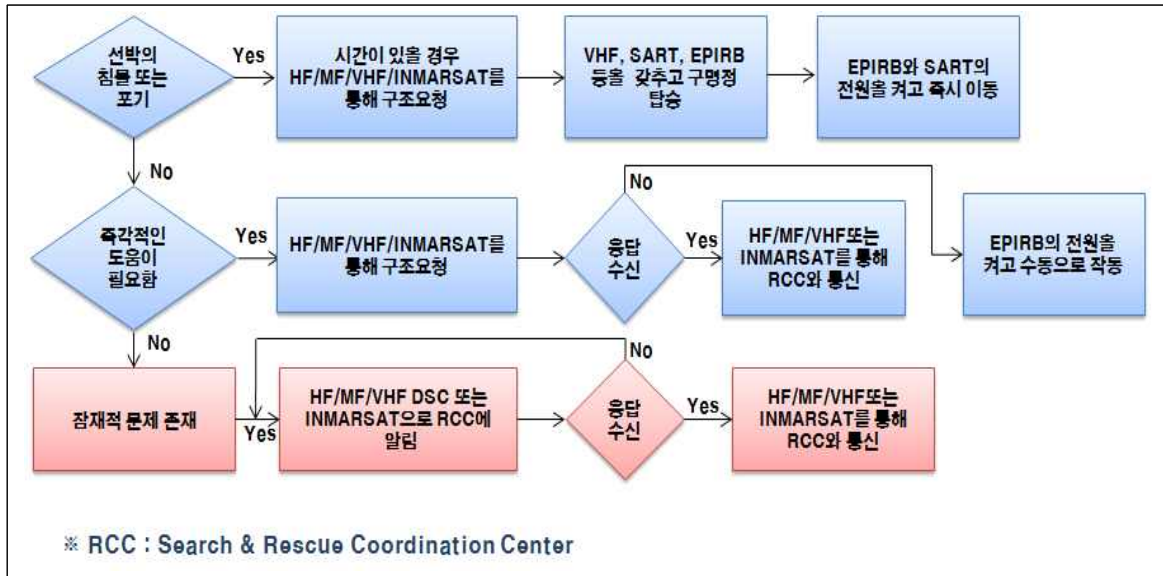 선박의
침몰 또는
포기
Yes
시간이 있을 경우
HF/MF/VHF/INMARSAT를
통해 구조요청
VHF, SART, EPIRB
등을 갖추고 구명정
탑승
EPIRB와 SART의
전원을 켜고 즉시 이동
No
즉각적인
도움이
필요함
Yes
HF/MF/VHF/INMARSAT를
통해 구조요청
No
응답
수신
Yes
HF/MF/VHF또는
INMARSAT를 통해
RCC와 통신
EPIRB의 전원을
켜고 수동으로 작동
No
잠재적 문제 존재
Yes
HF/MF/VHF DSC 또는
INMARSAT으로 RCC에
알림
No
응답
수신
Yes
HF/MF/VHF또는
INMARSAT를 통해
RCC와 통신
※ RCC : Search & Rescue Coordination Center